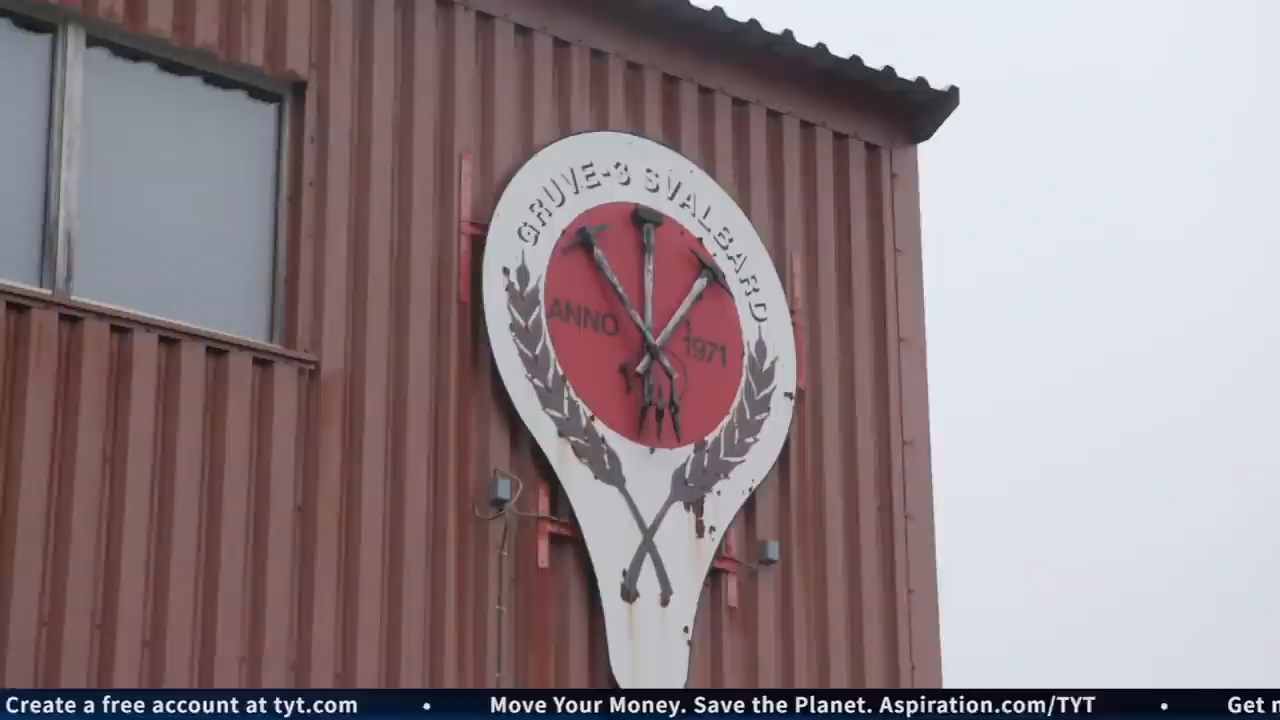 GRUVE-3 SVALBARD
ANNO 1971
Create a free account at tyt.com • Move Your Money. Save the Planet. Aspiration.com/TYT • Get